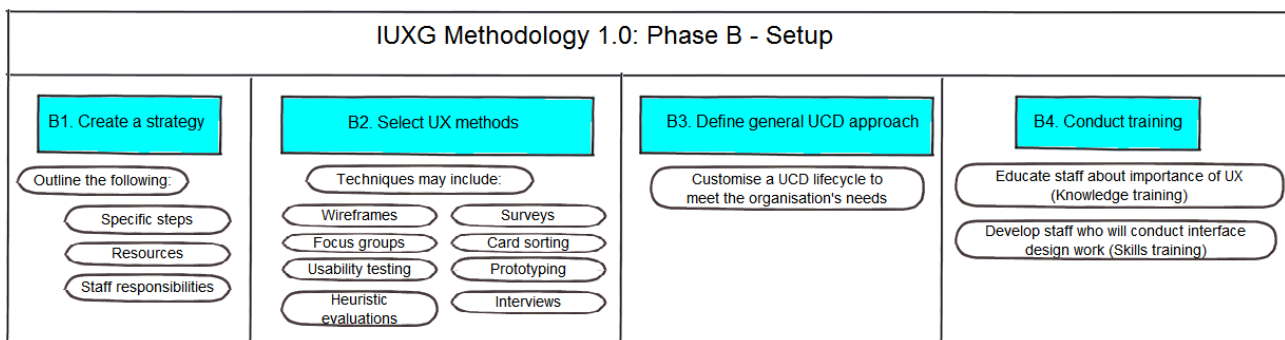 IUXG Methodology 1.0: Phase B - Setup
B1. Create a strategy
Outline the following:
Specific steps
Resources
Staff responsibilities
B2. Select UX methods
Techniques may include:
Wireframes
Surveys
Focus groups
Card sorting
Usability testing
Prototyping
Heuristic
evaluations
Interviews
B3. Define general UCD approach
Customise a UCD lifecycle to
meet the organisation's needs
B4. Conduct training
Educate staff about importance of UX
(Knowledge training)
Develop staff who will conduct interface
design work (Skills training)